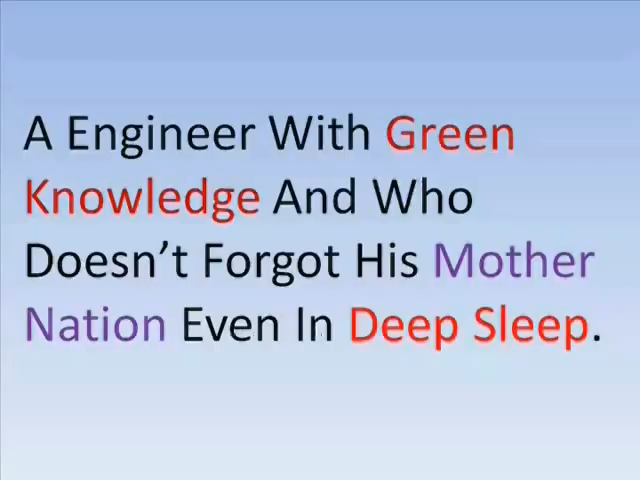 A Engineer With Green
Knowledge And Who
Doesn’t Forgot His Mother
Nation Even In Deep Sleep.